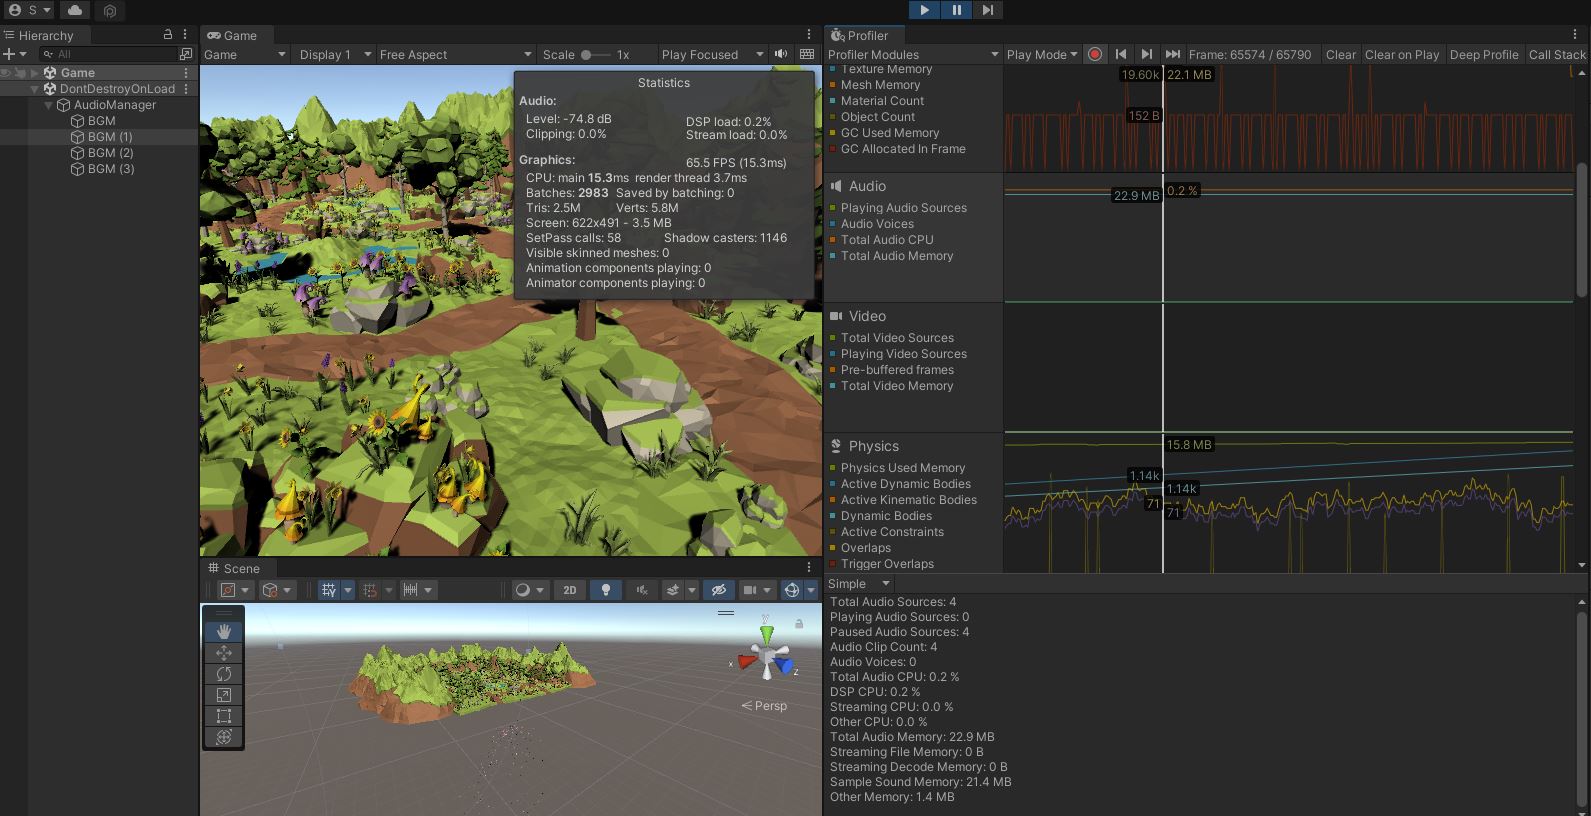 S
Hierarchy
All
Game
DontDestroyOnLoad
AudioManager
BGM
BGM (1)
BGM (2)
BGM (3)
Game
Game Display 1 Free Aspect Scale 1x Play Focused
Statistics
Audio:
Level: -74.8 dB DSP load: 0.2%
Clipping: 0.0% Stream load: 0.0%
Graphics: 65.5 FPS (15.3ms)
CPU: main 15.3ms render thread 3.7ms
Batches: 2983 Saved by batching: 0
Tris: 2.5M Verts: 5.8M
Screen: 622x491 - 3.5 MB
SetPass calls: 58 Shadow casters: 1146
Visible skinned meshes: 0
Animation components playing: 0
Animator components playing: 0
Scene
2D
y
x
z
Persp
Profiler
Profiler Modules Play Mode Frame: 65574 / 65790 Clear Clear on Play Deep Profile Call Stack
Texture Memory
Mesh Memory
Material Count
Object Count
GC Used Memory
GC Allocated In Frame
19.60k 22.1 MB
152 B
Audio
Playing Audio Sources
Audio Voices
Total Audio CPU
Total Audio Memory
22.9 MB 0.2 %
Video
Total Video Sources
Playing Video Sources
Pre-buffered frames
Total Video Memory
Physics
Physics Used Memory
Active Dynamic Bodies
Active Kinematic Bodies
Dynamic Bodies
Active Constraints
Overlaps
Trigger Overlaps
15.8 MB
1.14k
1.14k
71
71
Simple
Total Audio Sources: 4
Playing Audio Sources: 0
Paused Audio Sources: 4
Audio Clip Count: 4
Audio Voices: 0
Total Audio CPU: 0.2 %
DSP CPU: 0.2 %
Streaming CPU: 0.0 %
Other CPU: 0.0 %
Total Audio Memory: 22.9 MB
Streaming File Memory: 0 B
Streaming Decode Memory: 0 B
Sample Sound Memory: 21.4 MB
Other Memory: 1.4 MB